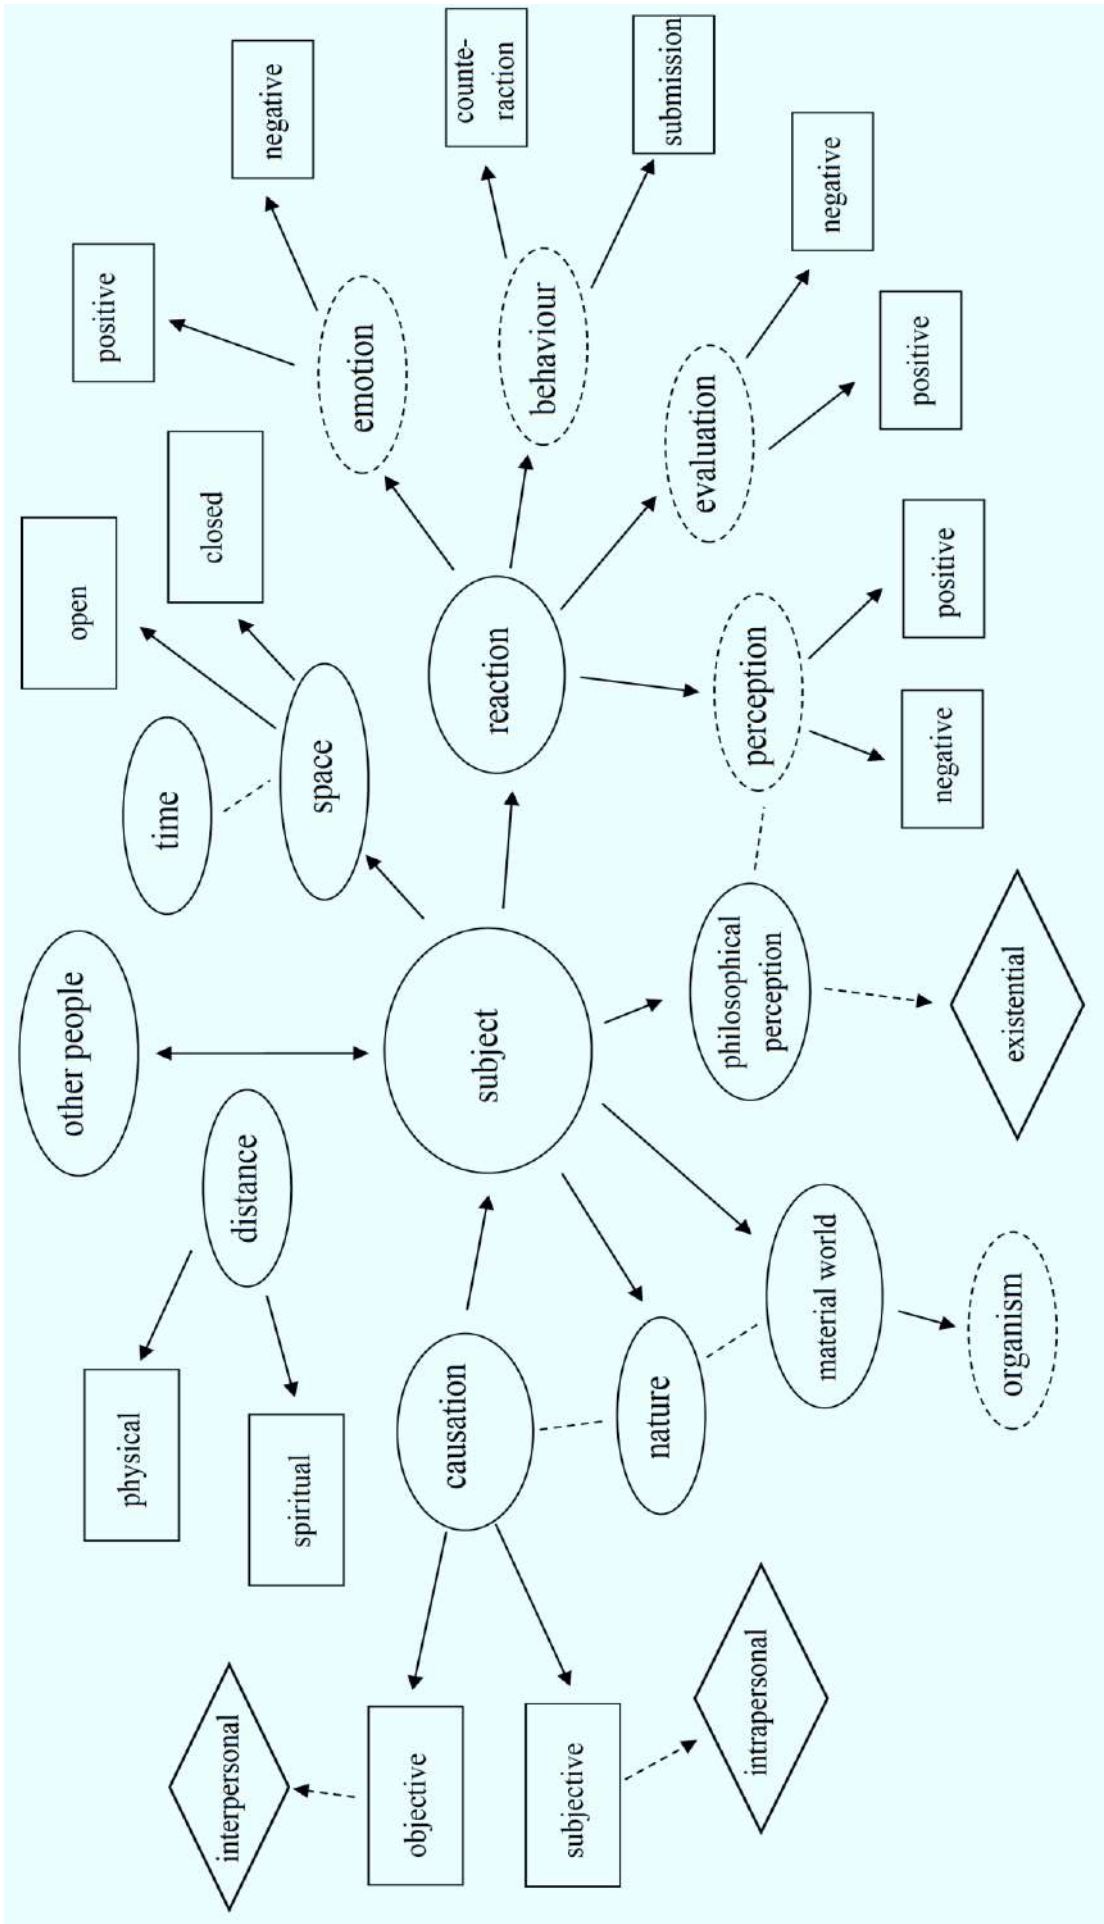 other people
time
open
positive
closed
negative
physical
distance
space
emotion
spiritual
interpersonal
counte-
raction
objective
causation
subject
reaction
behaviour
submission
subjective
nature
philosophical
perception
perception
evaluation
negative
intrapersonal
material world
negative
positive
positive
organism
existential